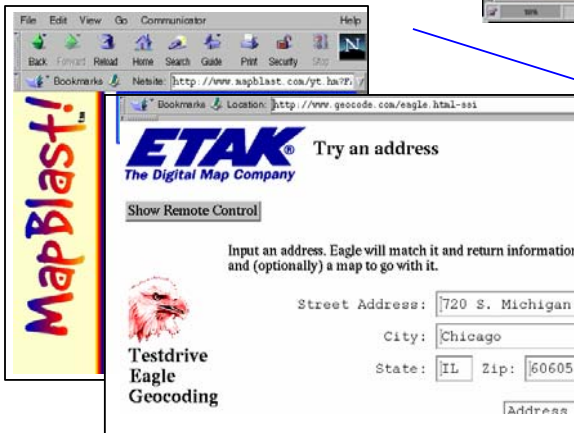 File Edit View Go Communicator Help
Back Forward Reload Home Search Guide Print Security Stop
Bookmarks Netsite: http://www.mapblast.com/yt.hm?F
MapBlast!™
Bookmarks Location: http://www.geocode.com/eagle.html-ssi
ETAK®
The Digital Map Company
Try an address
Show Remote Control
Input an address. Eagle will match it and return information
and (optionally) a map to go with it.
Street Address: 720 S. Michigan
City: Chicago
State: IL Zip: 60605
Address
Testdrive
Eagle
Geocoding